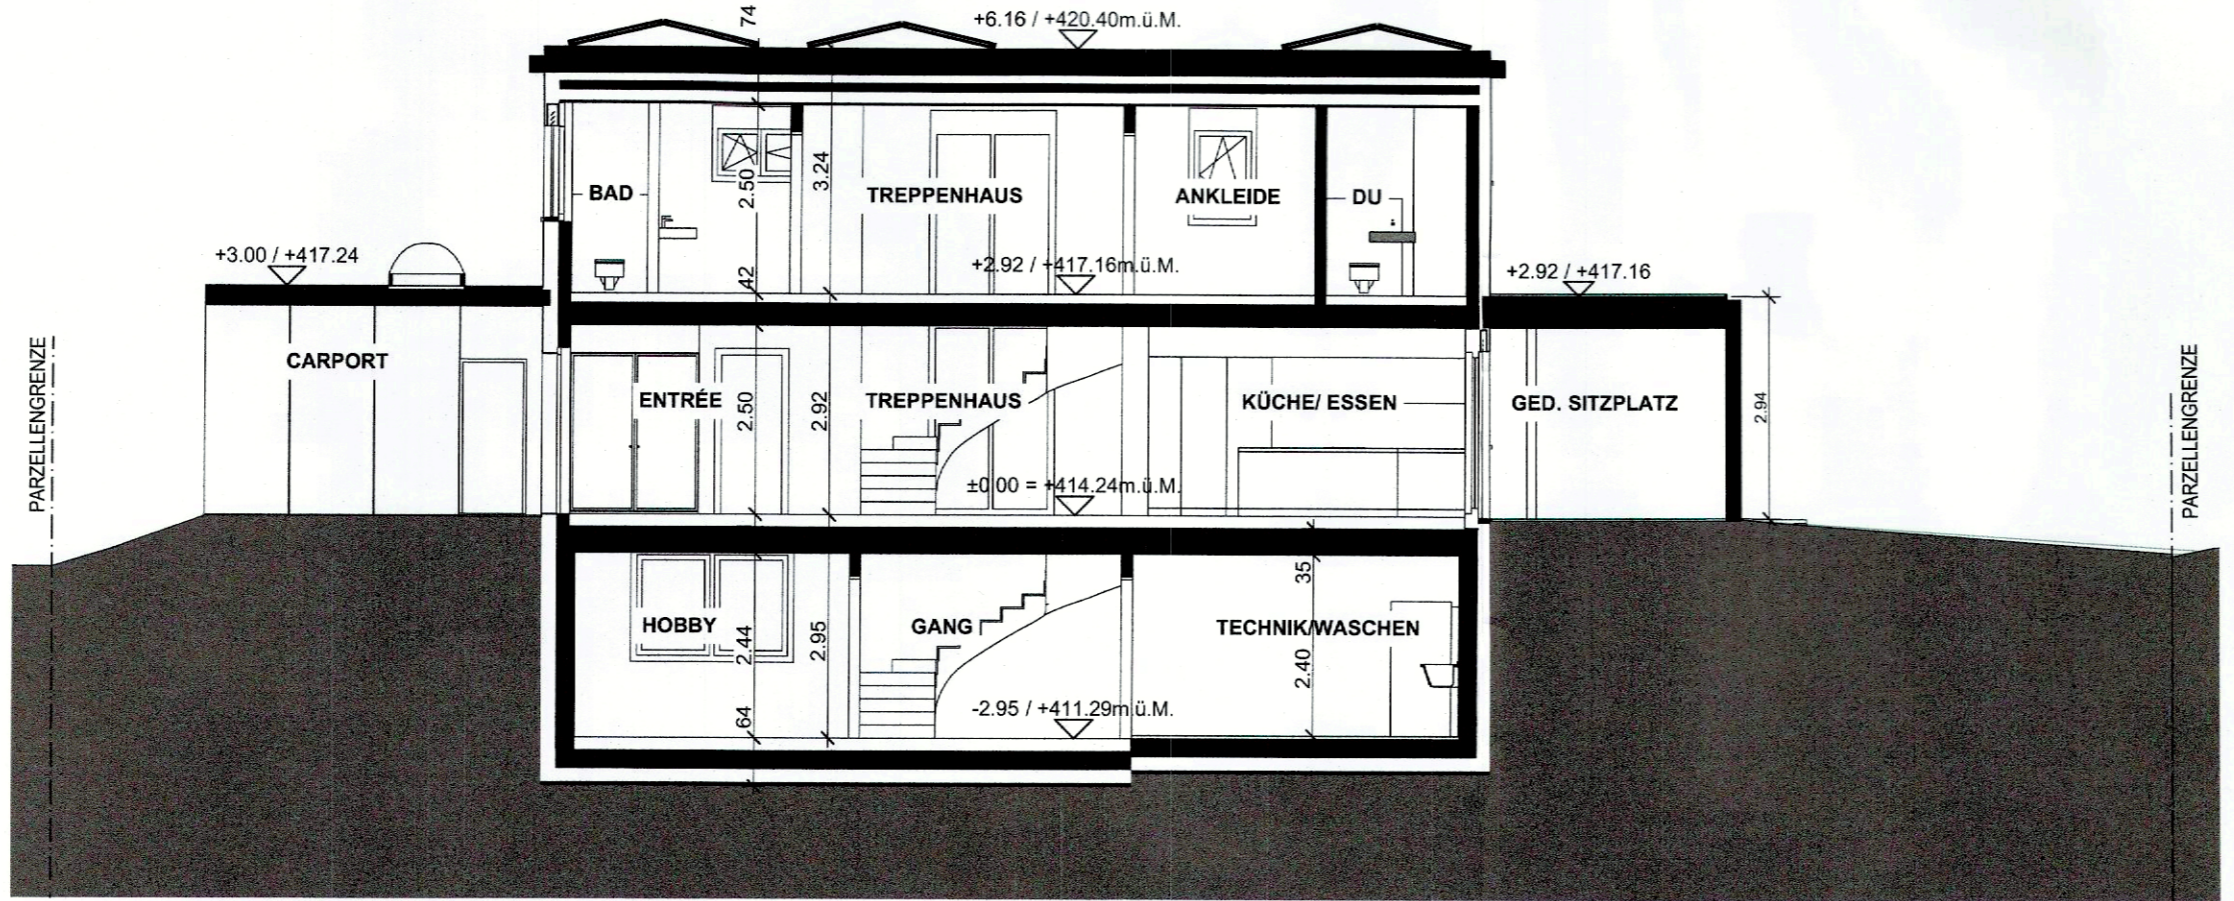 74
+6.16 / +420.40m.ü.M.
BAD
2.50
3.24
TREPPENHAUS
ANKLEIDE
DU
+3.00 / +417.24
42
+2.92 / +417.16m.ü.M.
+2.92 / +417.16
PARZELLENGRENZE
CARPORT
ENTRÉE
2.50
2.92
TREPPENHAUS
KÜCHE/ ESSEN
GED. SITZPLATZ
2.94
PARZELLENGRENZE
±0.00 = +414.24m.ü.M.
HOBBY
2.44
2.95
GANG
35
TECHNIK/WASCHEN
2.40
64
-2.95 / +411.29m.ü.M.